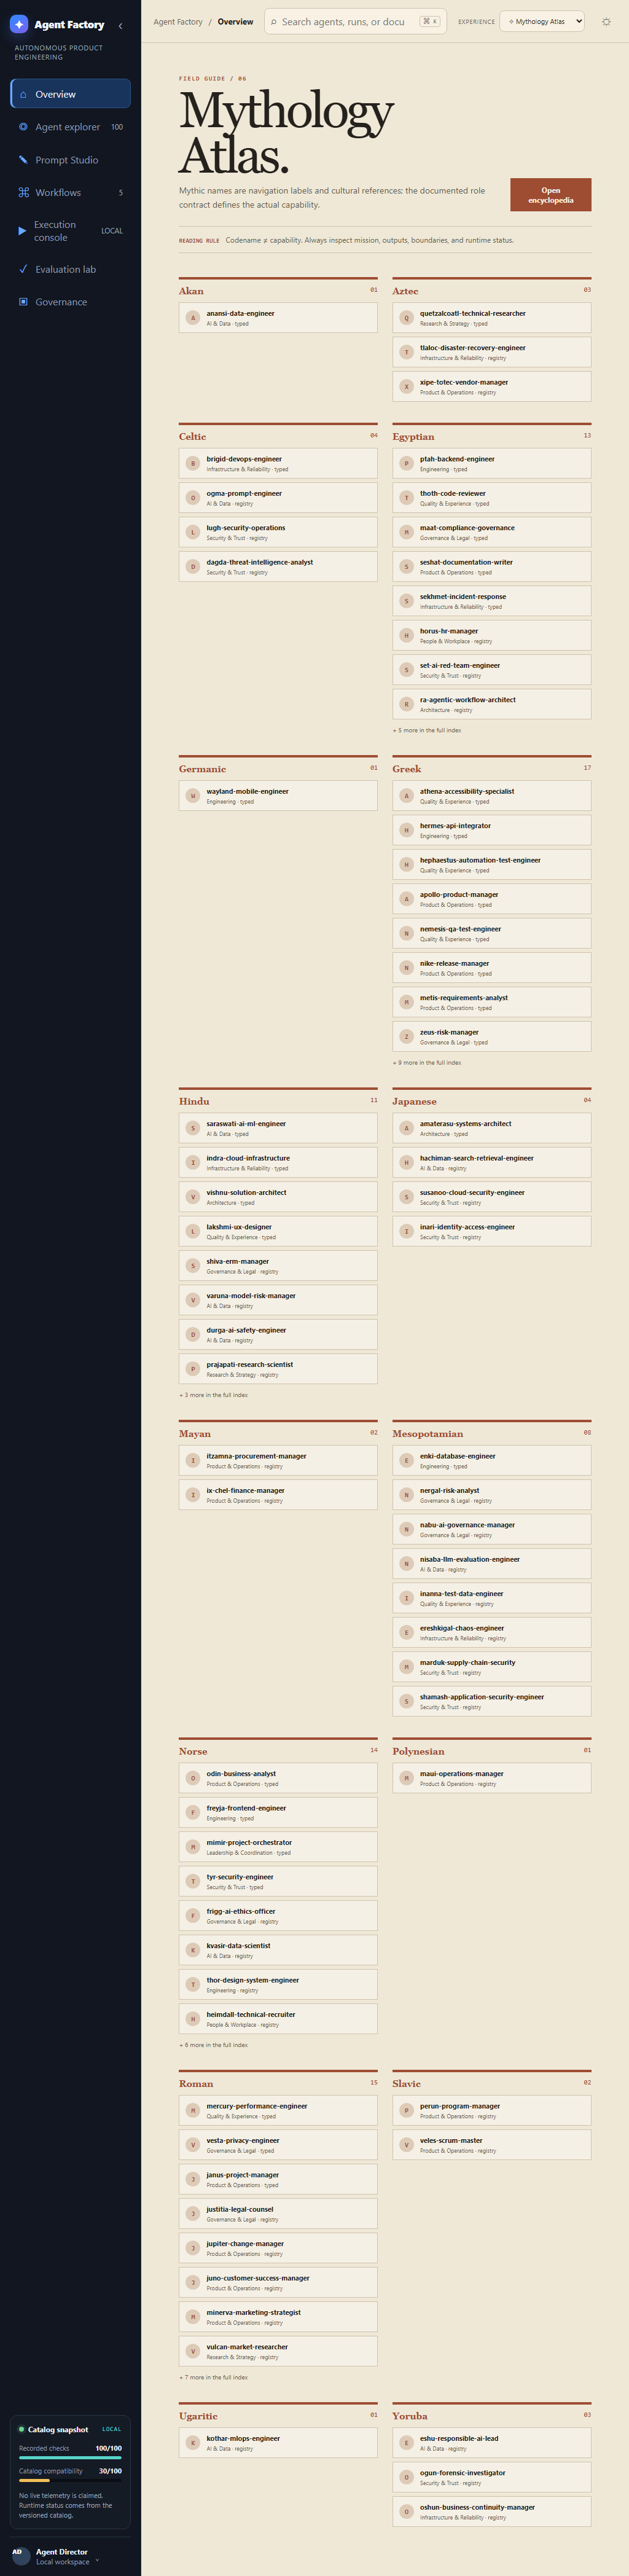 Agent Factory
AUTONOMOUS PRODUCT
ENGINEERING
Overview
Agent explorer 100
Prompt Studio
Workflows 5
Execution console LOCAL
Evaluation lab
Governance
Catalog snapshot LOCAL
Recorded checks 100/100
Catalog compatibility 30/100
No live telemetry is claimed.
Runtime status comes from the
versioned catalog.
AD
Agent Director
Local workspace
Agent Factory / Overview
Search agents, runs, or docu
⌘ K
EXPERIENCE
✧ Mythology Atlas
FIELD GUIDE / 06
Mythology
Atlas.
Mythic names are navigation labels and cultural references; the documented role
contract defines the actual capability.
Open
encyclopedia
READING RULE Codename ≠ capability. Always inspect mission, outputs, boundaries, and runtime status.
Akan 01
A
anansi-data-engineer
AI & Data · typed
Aztec 03
Q
quetzalcoatl-technical-researcher
Research & Strategy · typed
T
tlaloc-disaster-recovery-engineer
Infrastructure & Reliability · registry
X
xipe-totec-vendor-manager
Product & Operations · registry
Celtic 04
B
brigid-devops-engineer
Infrastructure & Reliability · typed
O
ogma-prompt-engineer
AI & Data · registry
L
lugh-security-operations
Security & Trust · registry
D
dagda-threat-intelligence-analyst
Security & Trust · registry
Egyptian 13
P
ptah-backend-engineer
Engineering · typed
T
thoth-code-reviewer
Quality & Experience · typed
M
maat-compliance-governance
Governance & Legal · typed
S
seshat-documentation-writer
Product & Operations · typed
S
sekhmet-incident-response
Infrastructure & Reliability · typed
H
horus-hr-manager
People & Workplace · registry
S
set-ai-red-team-engineer
Security & Trust · registry
R
ra-agentic-workflow-architect
Architecture · registry
+ 5 more in the full index
Germanic 01
W
wayland-mobile-engineer
Engineering · typed
Greek 17
A
athena-accessibility-specialist
Quality & Experience · typed
H
hermes-api-integrator
Engineering · typed
H
hephaestus-automation-test-engineer
Quality & Experience · typed
A
apollo-product-manager
Product & Operations · typed
N
nemesis-qa-test-engineer
Quality & Experience · typed
N
nike-release-manager
Product & Operations · typed
M
metis-requirements-analyst
Product & Operations · typed
Z
zeus-risk-manager
Governance & Legal · typed
+ 9 more in the full index
Hindu 11
S
saraswati-ai-ml-engineer
AI & Data · typed
I
indra-cloud-infrastructure
Infrastructure & Reliability · typed
V
vishnu-solution-architect
Architecture · typed
L
lakshmi-ux-designer
Quality & Experience · typed
S
shiva-erm-manager
Governance & Legal · registry
V
varuna-model-risk-manager
AI & Data · registry
D
durga-ai-safety-engineer
AI & Data · registry
P
prajapati-research-scientist
Research & Strategy · registry
+ 3 more in the full index
Japanese 04
A
amaterasu-systems-architect
Architecture · typed
H
hachiman-search-retrieval-engineer
AI & Data · registry
S
susanoo-cloud-security-engineer
Security & Trust · registry
I
inari-identity-access-engineer
Security & Trust · registry
Mayan 02
I
itzamna-procurement-manager
Product & Operations · registry
I
ix-chel-finance-manager
Product & Operations · registry
Mesopotamian 08
E
enki-database-engineer
Engineering · typed
N
nergal-risk-analyst
Governance & Legal · registry
N
nabu-ai-governance-manager
Governance & Legal · registry
N
nisaba-llm-evaluation-engineer
AI & Data · registry
I
inanna-test-data-engineer
Quality & Experience · registry
E
ereshkigal-chaos-engineer
Infrastructure & Reliability · registry
M
marduk-supply-chain-security
Security & Trust · registry
S
shamash-application-security-engineer
Security & Trust · registry
Norse 14
O
odin-business-analyst
Product & Operations · typed
F
freyja-frontend-engineer
Engineering · typed
M
mimir-project-orchestrator
Leadership & Coordination · typed
T
tyr-security-engineer
Security & Trust · typed
F
frigg-ai-ethics-officer
Governance & Legal · registry
K
kvasir-data-scientist
AI & Data · registry
T
thor-design-system-engineer
Engineering · registry
H
heimdall-technical-recruiter
People & Workplace · registry
+ 6 more in the full index
Polynesian 01
M
maui-operations-manager
Product & Operations · registry
Roman 15
M
mercury-performance-engineer
Quality & Experience · typed
V
vesta-privacy-engineer
Governance & Legal · typed
J
janus-project-manager
Product & Operations · typed
J
justitia-legal-counsel
Governance & Legal · registry
J
jupiter-change-manager
Product & Operations · registry
J
juno-customer-success-manager
Product & Operations · registry
M
minerva-marketing-strategist
Product & Operations · registry
V
vulcan-market-researcher
Research & Strategy · registry
+ 7 more in the full index
Slavic 02
P
perun-program-manager
Product & Operations · registry
V
veles-scrum-master
Product & Operations · registry
Ugaritic 01
K
kothar-mlops-engineer
AI & Data · registry
Yoruba 03
E
eshu-responsible-ai-lead
AI & Data · registry
O
ogun-forensic-investigator
Security & Trust · registry
O
oshun-business-continuity-manager
Infrastructure & Reliability · registry